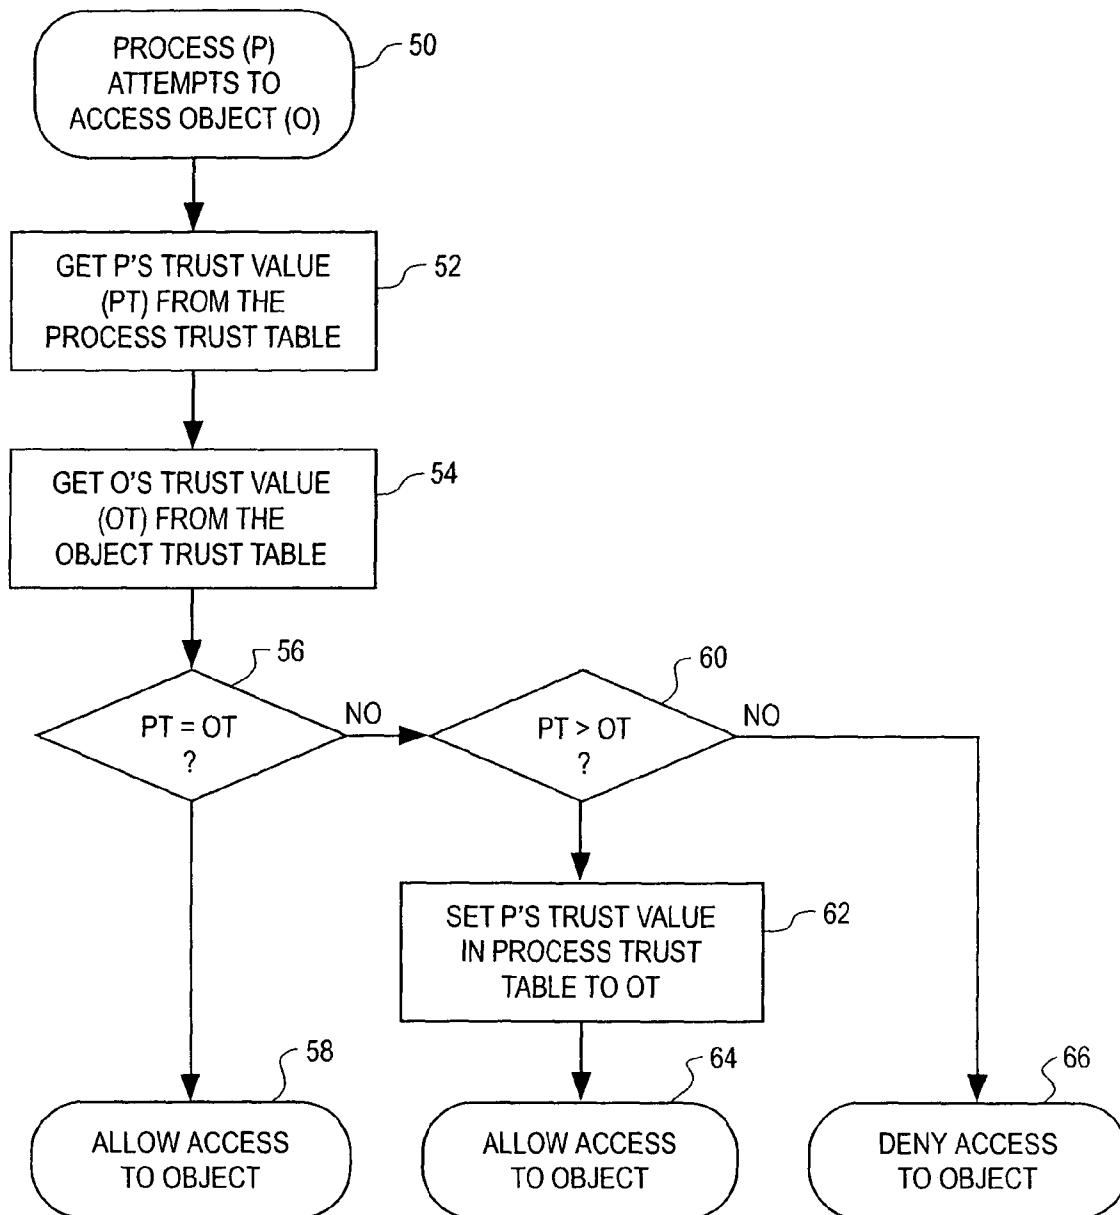 PROCESS (P)
ATTEMPTS TO
ACCESS OBJECT (O)
50
GET P'S TRUST VALUE
(PT) FROM THE
PROCESS TRUST TABLE
52
GET O'S TRUST VALUE
(OT) FROM THE
OBJECT TRUST TABLE
54
PT = OT
?
56
NO
PT > OT
?
60
NO
SET P'S TRUST VALUE
IN PROCESS TRUST
TABLE TO OT
62
ALLOW ACCESS
TO OBJECT
58
ALLOW ACCESS
TO OBJECT
64
DENY ACCESS
TO OBJECT
66